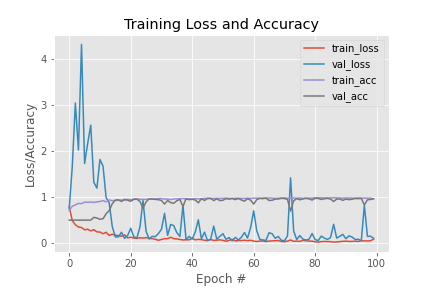 Training Loss and Accuracy
train_loss
val_loss
train_acc
val_acc
Loss/Accuracy
4
3
2
1
0
0 20 40 60 80 100
Epoch #